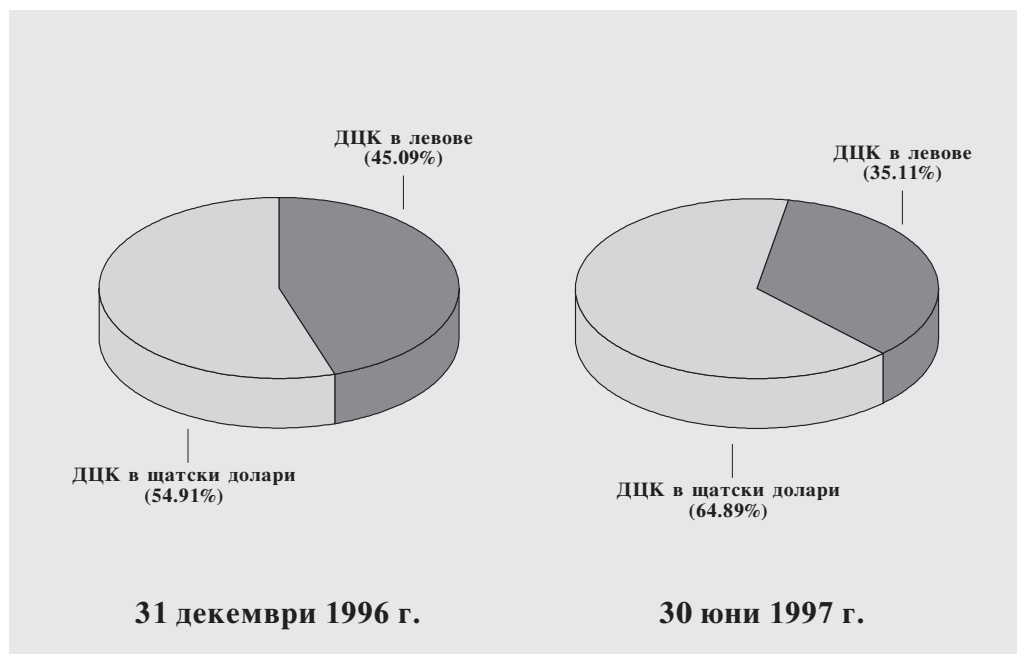 ДЦК в левове
(45.09%)
ДЦК в щатски долари
(54.91%)
31 декември 1996 г.
ДЦК в левове
(35.11%)
ДЦК в щатски долари
(64.89%)
30 юни 1997 г.